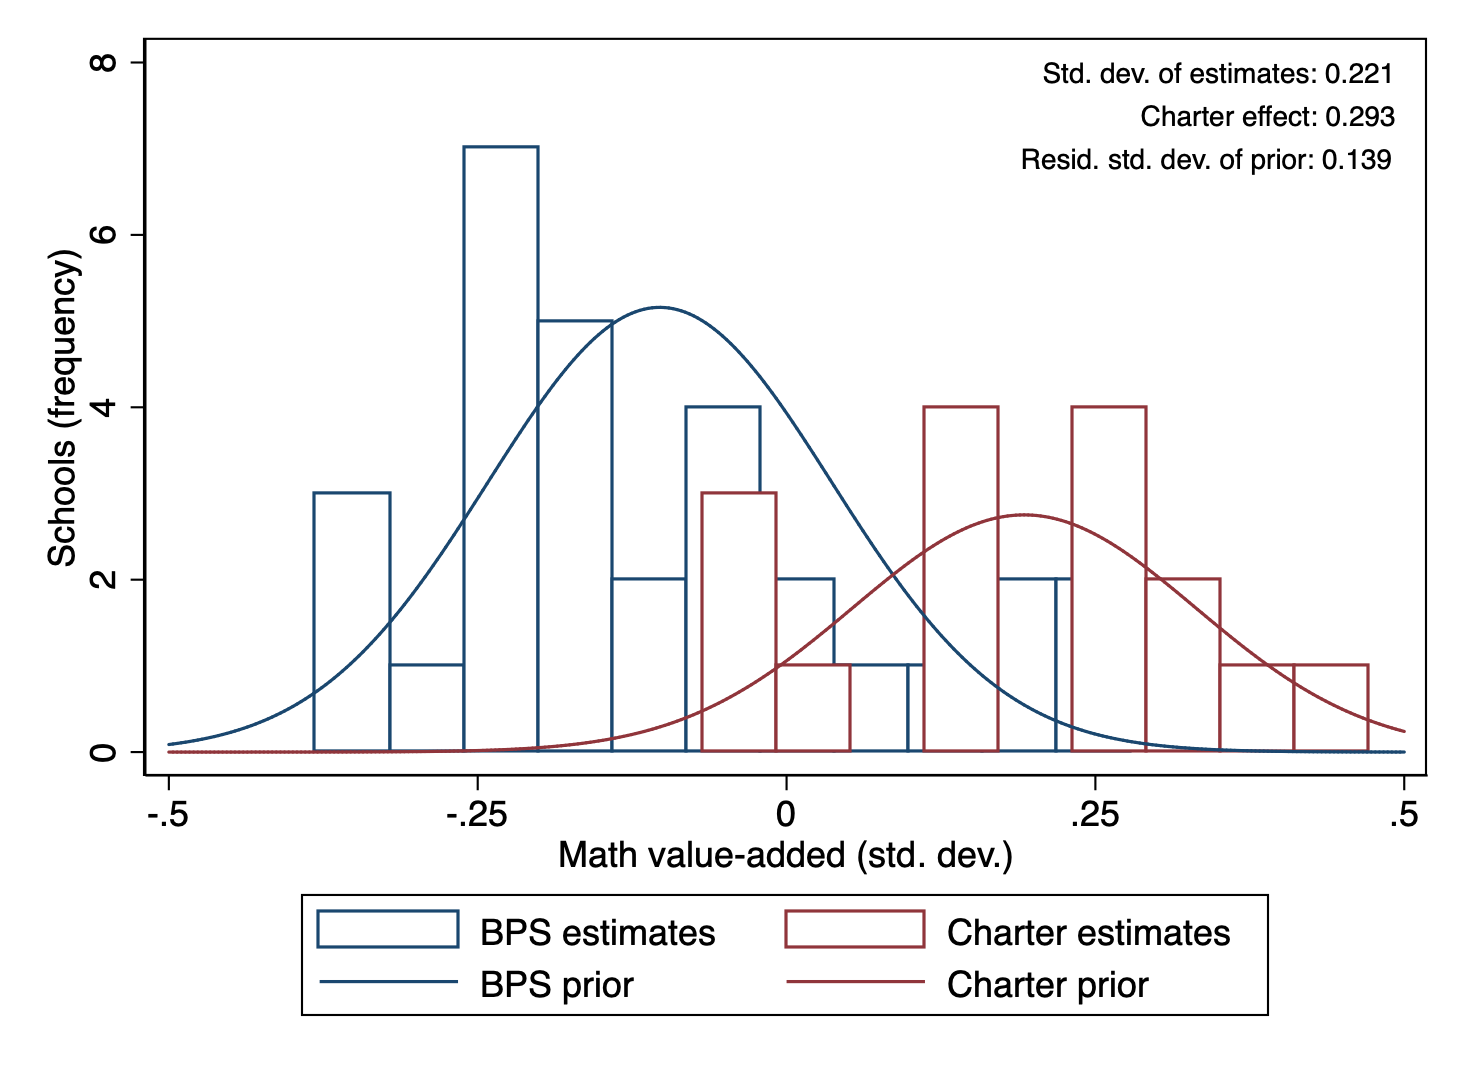 Std. dev. of estimates: 0.221
Charter effect: 0.293
Resid. std. dev. of prior: 0.139
Schools (frequency)
8
6
4
2
0
-.5 -.25 0 .25 .5
Math value-added (std. dev.)
BPS estimates Charter estimates
BPS prior Charter prior